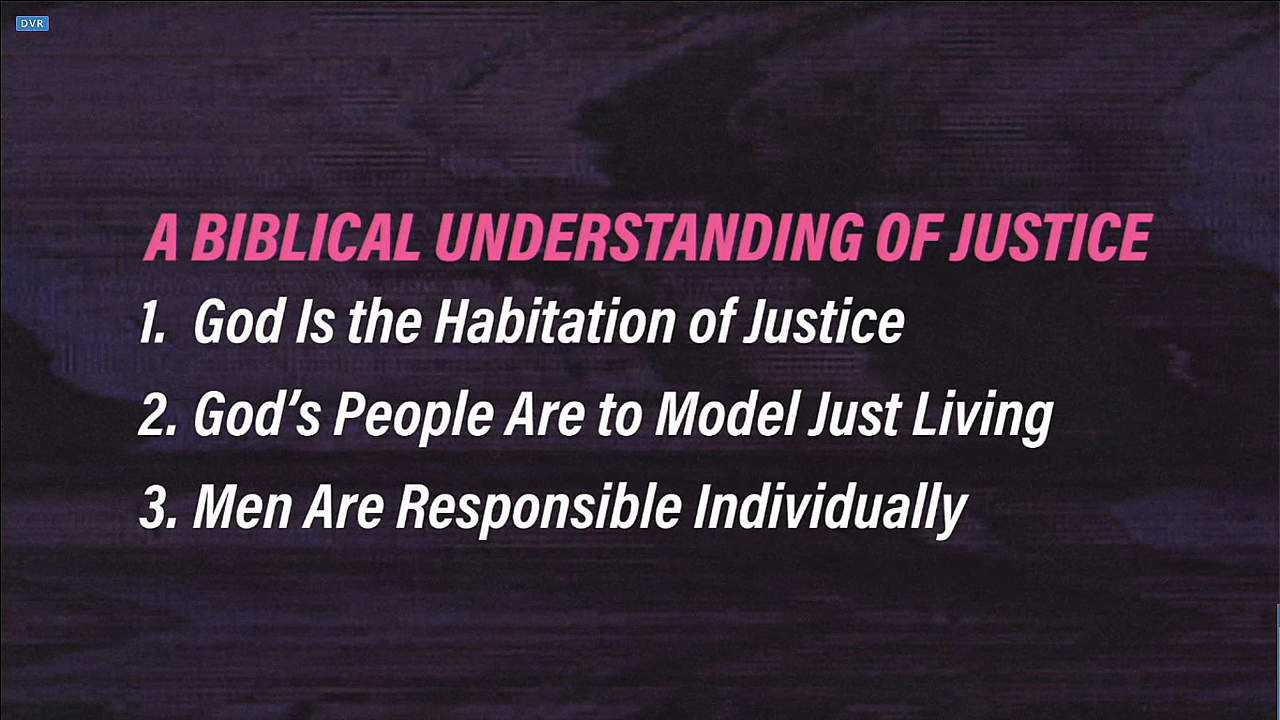 DVR
A BIBLICAL UNDERSTANDING OF JUSTICE
1. God Is the Habitation of Justice
2. God’s People Are to Model Just Living
3. Men Are Responsible Individually